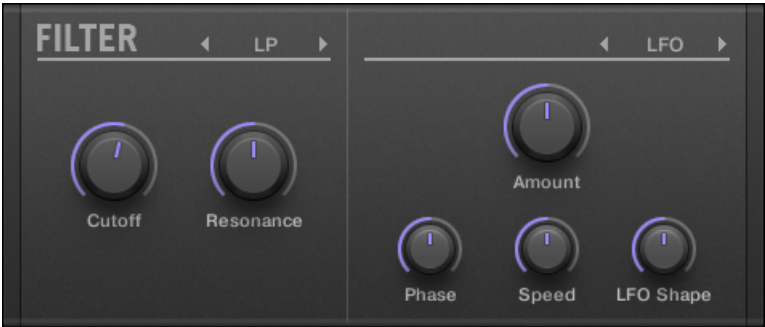 FILTER LP LFO
Cutoff Resonance
Amount
Phase Speed LFO Shape